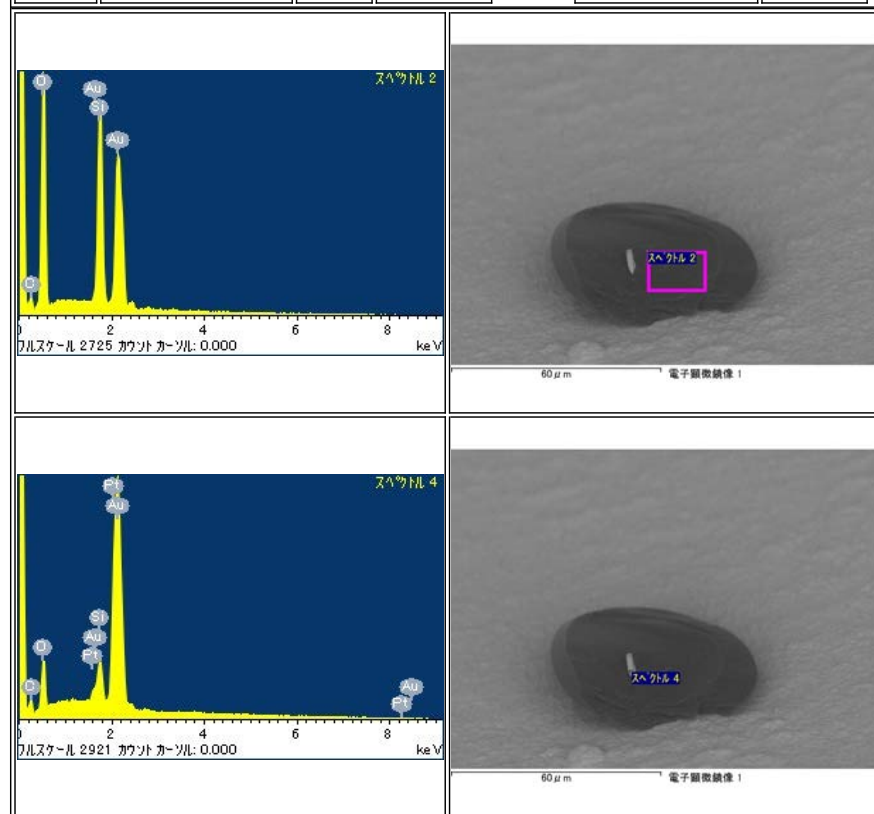 スペクトル 2
O
Au
Si
Au
C
0 2 4 6 8
フルスケール 2725 カウント カーソル: 0.000 keV
スペクトル 2
60μm 電子顕微鏡像 1
スペクトル 4
Pt
Au
Si
O
Au
Pt
C
Au
Pt
2 4 6 8
フルスケール 2921 カウント カーソル: 0.000 keV
スペクトル 4
60μm 電子顕微鏡像 1